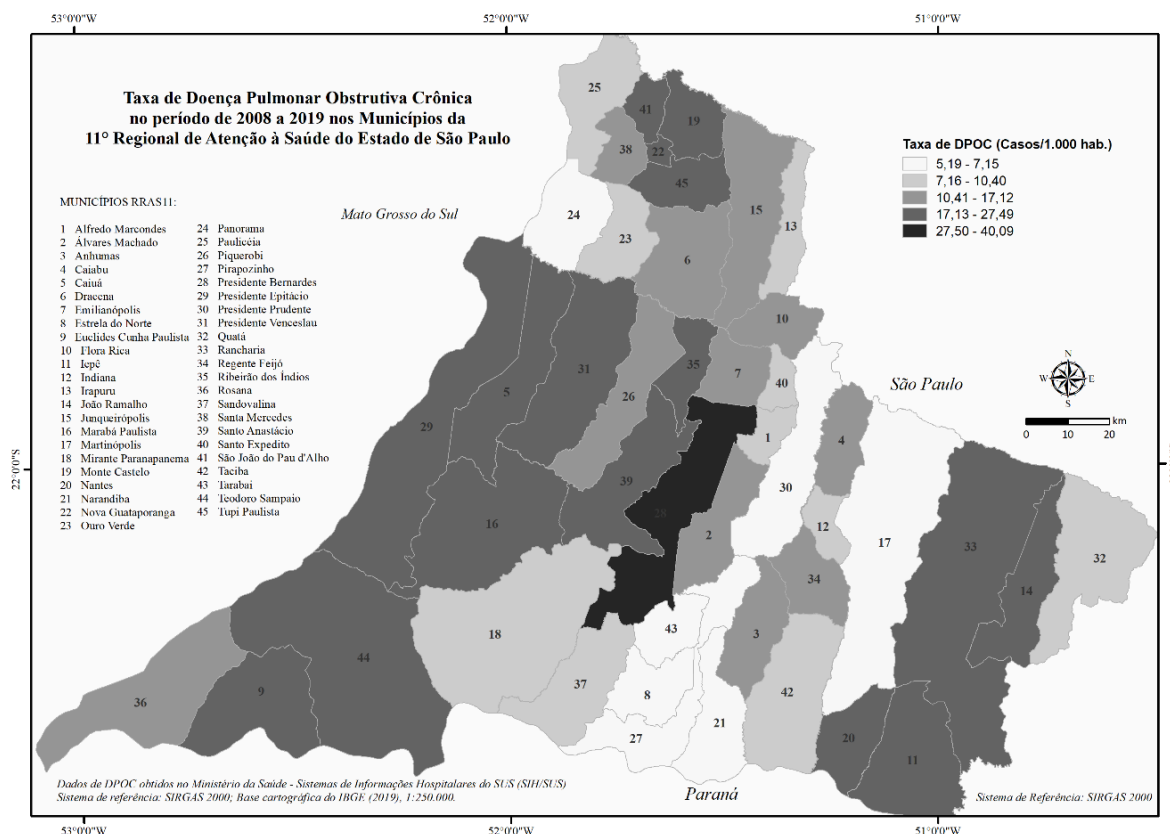 53°0'0"W 52°0'0"W 51°0'0"W
Taxa de Doença Pulmonar Obstrutiva Crônica
no período de 2008 a 2019 nos Municípios da
11° Regional de Atenção à Saúde do Estado de São Paulo
Taxa de DPOC (Casos/1.000 hab.)
5,19 - 7,15
7,16 - 10,40
10,41 - 17,12
17,13 - 27,49
27,50 - 40,09
MUNICÍPIOS RRAS11:
1 Alfredo Marcondes
2 Álvares Machado
3 Anhumas
4 Caiabu
5 Caiuá
6 Dracena
7 Emilianópolis
8 Estrela do Norte
9 Euclides Cunha Paulista
10 Flora Rica
11 Iepê
12 Indiana
13 Irapuru
14 João Ramalho
15 Junqueirópolis
16 Marabá Paulista
17 Martinópolis
18 Mirante Paranapanema
19 Monte Castelo
20 Nantes
21 Narandiba
22 Nova Guataporanga
23 Ouro Verde
24 Panorama
25 Paulicéia
26 Piquerobi
27 Pirapozinho
28 Presidente Bernardes
29 Presidente Epitácio
30 Presidente Prudente
31 Presidente Venceslau
32 Quatá
33 Rancharia
34 Regente Feijó
35 Ribeirão dos Índios
36 Rosana
37 Sandovalina
38 Santa Mercedes
39 Santo Anastácio
40 Santo Expedito
41 São João do Pau d'Alho
42 Taciba
43 Tarabai
44 Teodoro Sampaio
45 Tupi Paulista
Mato Grosso do Sul
São Paulo
Paraná
N
W E
S
km
0 10 20
22°0'0"S
25
41
19
38
22
45
24
23
15
13
6
10
5
31
35
7
40
26
29
1
4
39
30
16
28
2
12
17
33
32
34
14
18
43
3
44
37
9
8
42
36
21
27
20
11
Dados de DPOC obtidos no Ministério da Saúde - Sistemas de Informações Hospitalares do SUS (SIH/SUS)
Sistema de referência: SIRGAS 2000; Base cartográfica do IBGE (2019), 1:250.000.
Sistema de Referência: SIRGAS 2000
53°0'0"W 52°0'0"W 51°0'0"W